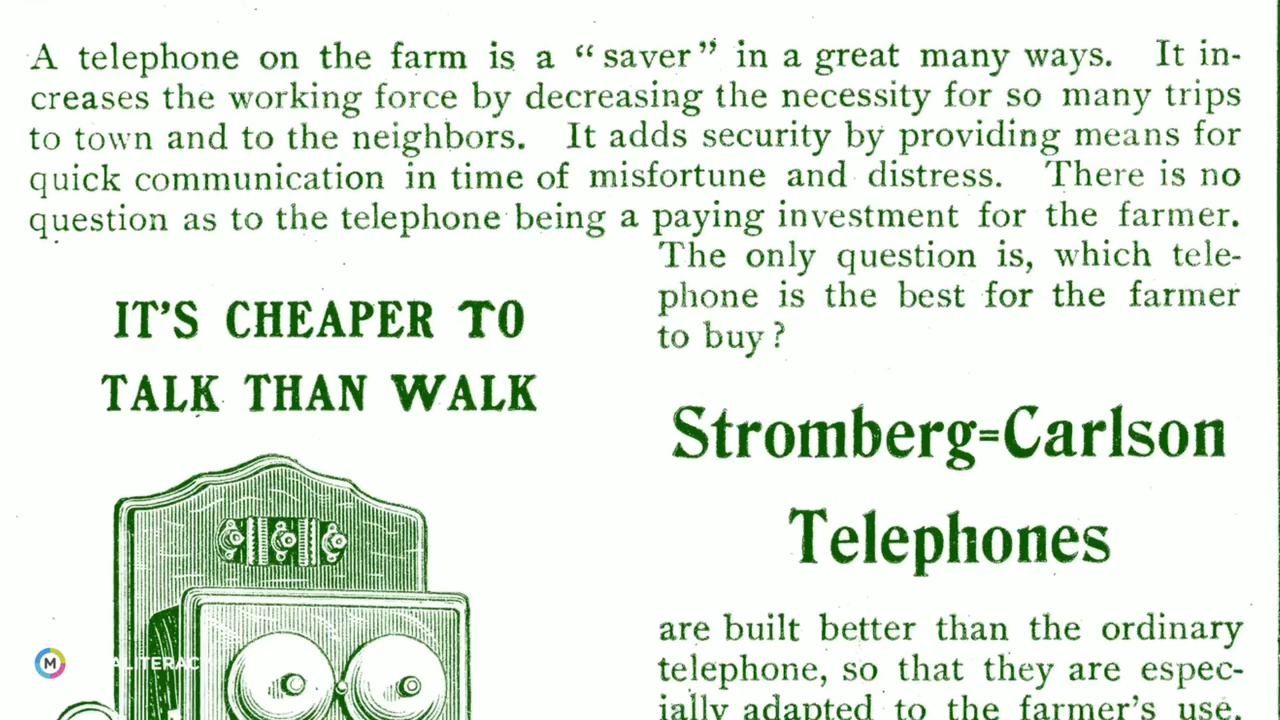 A telephone on the farm is a “saver” in a great many ways. It in-
creases the working force by decreasing the necessity for so many trips
to town and to the neighbors. It adds security by providing means for
quick communication in time of misfortune and distress. There is no
question as to the telephone being a paying investment for the farmer.
The only question is, which tele-
phone is the best for the farmer
to buy?
IT'S CHEAPER TO
TALK THAN WALK
Stromberg=Carlson
Telephones
are built better than the ordinary
telephone, so that they are espec-
ially adapted to the farmer's use.
M